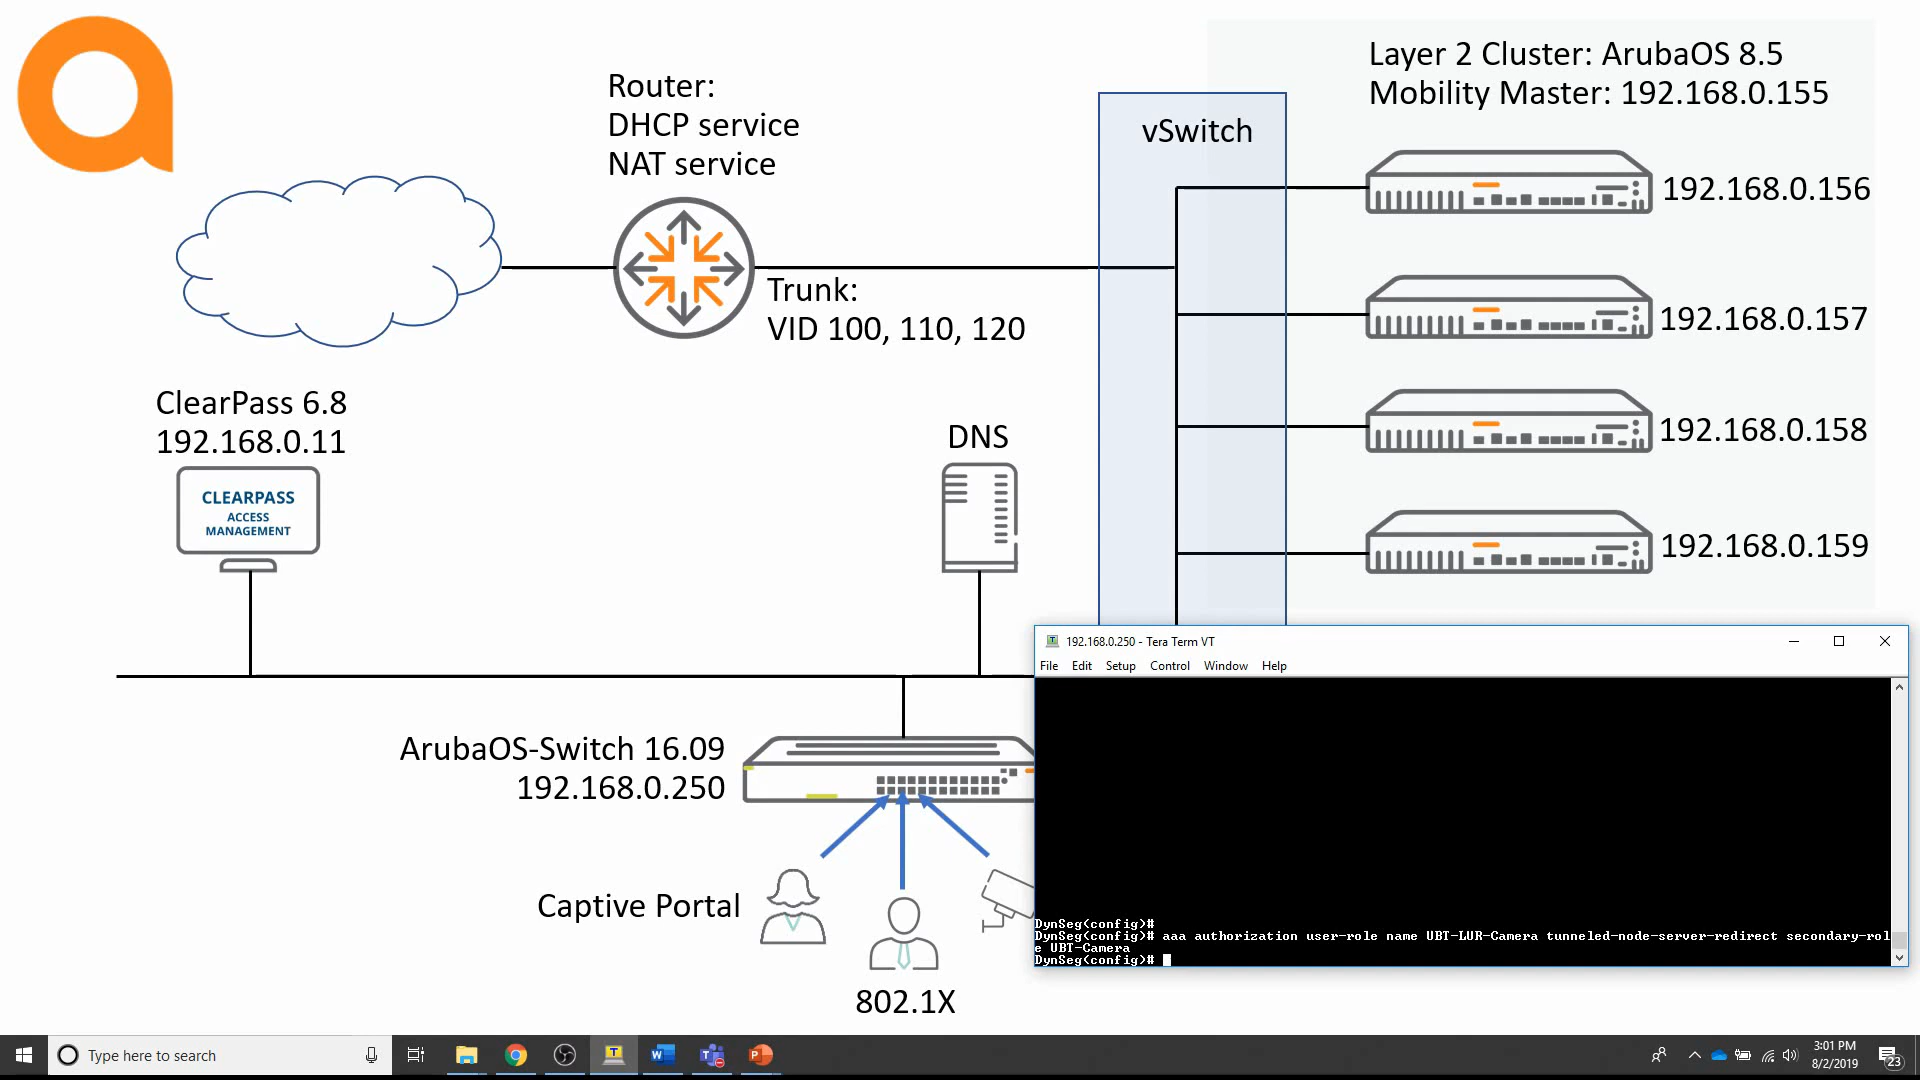 Layer 2 Cluster: ArubaOS 8.5
Mobility Master: 192.168.0.155
Router:
DHCP service
NAT service
vSwitch
192.168.0.156
Trunk:
VID 100, 110, 120
192.168.0.157
ClearPass 6.8
192.168.0.11
DNS
192.168.0.158
CLEARPASS
ACCESS
MANAGEMENT
192.168.0.159
192.168.0.250 - Tera Term VT
File Edit Setup Control Window Help
ArubaOS-Switch 16.09
192.168.0.250
Captive Portal
802.1X
DynSeg(config)#
DynSeg(config)# aaa authorization user-role name UBT-LUR-Camera tunneled-node-server-redirect secondary-rol
e UBT-Camera
DynSeg(config)#
Type here to search
3:01 PM
8/2/2019
23